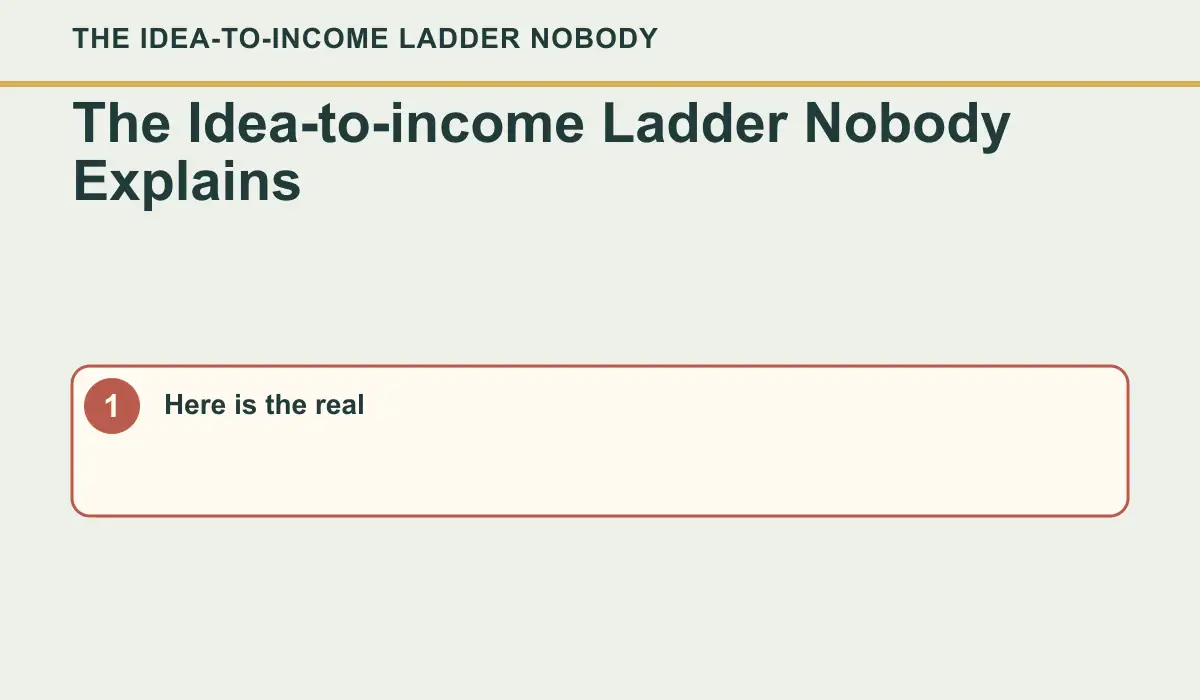 THE IDEA-TO-INCOME LADDER NOBODY
The Idea-to-income Ladder Nobody
Explains
1 Here is the real